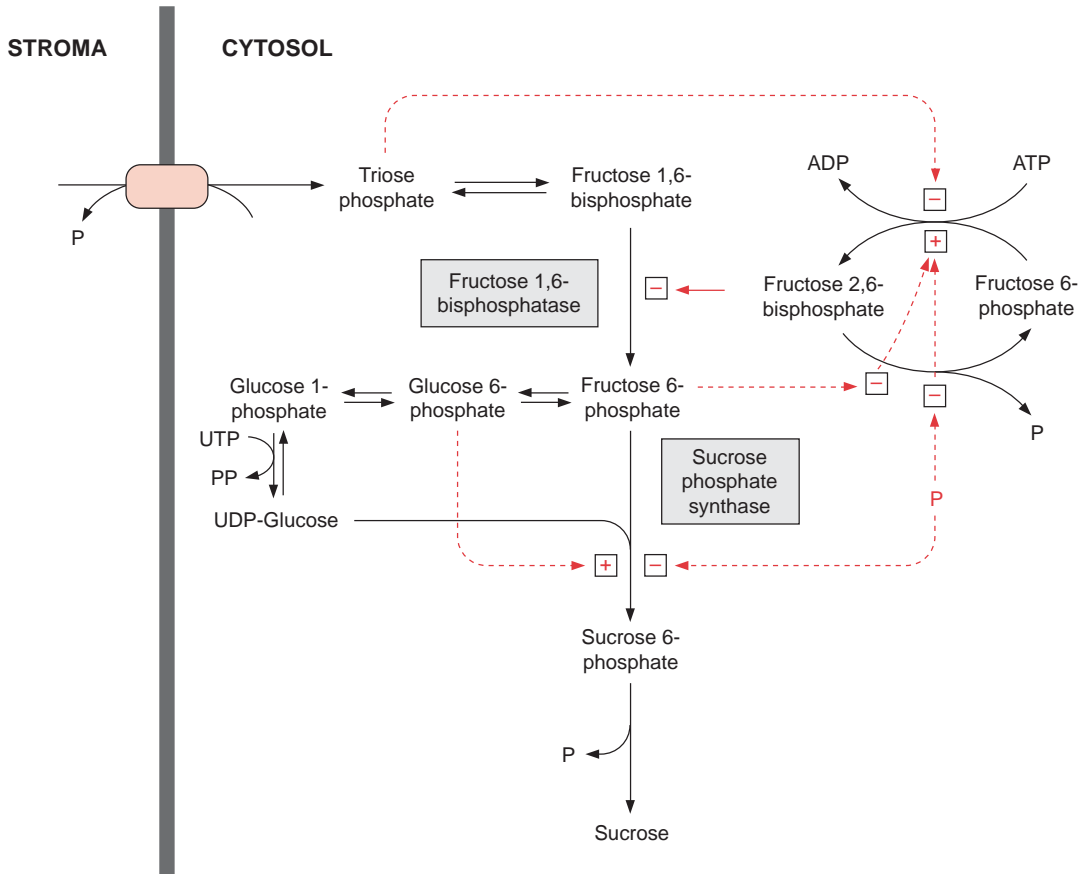 STROMA
CYTOSOL
Triose
phosphate
Fructose 1,6-
bisphosphate
ADP
ATP
−
+
P
Fructose 1,6-
bisphosphatase
−
Fructose 2,6-
bisphosphate
Fructose 6-
phosphate
Glucose 1-
phosphate
Glucose 6-
phosphate
Fructose 6-
phosphate
−
−
P
UTP
PP
UDP-Glucose
Sucrose
phosphate
synthase
P
+
−
Sucrose 6-
phosphate
P
Sucrose